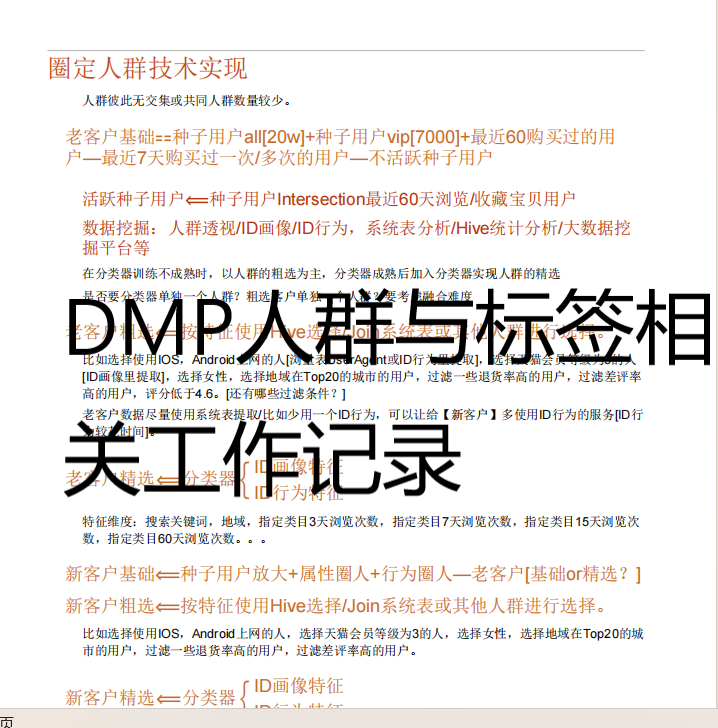 圈定人群技术实现
人群彼此无交集或共同人群数量较少。
老客户基础==种子用户all[20w]+种子用户vip[7000]+最近60购买过的用
户—最近7天购买过一次/多次的用户—不活跃种子用户
活跃种子用户⟸种子用户Intersection最近60天浏览/收藏宝贝用户
数据挖掘：人群透视/ID画像/ID行为，系统表分析/Hive统计分析/大数据挖
掘平台等
在分类器训练不成熟时，以人群的粗选为主，分类器成熟后加入分类器实现人群的精选
是否要分类器单独一个人群？粗选客户单独一个人群？要考虑融合难度
DMP人群与标签相
老客户粗选⟸按特征使用Hive选择/Join系统表或其他人群进行选择。
比如选择使用IOS，Android上网的人[浏览表UserAgent或ID行为里提取]，选择天猫会员等级为3的人
[ID画像里提取]，选择女性，选择地域在Top20的城市的用户，过滤一些退货率高的用户，过滤差评率
高的用户，评分低于4.6。[还有哪些过滤条件？]
老客户数据尽量使用系统表提取/比如少用一个ID行为，可以让给【新客户】多使用ID行为的服务[ID行
为较耗时间]。
关工作记录
老客户精选⟸分类器{ID画像特征
ID行为特征
特征维度：搜索关键词，地域，指定类目3天浏览次数，指定类目7天浏览次数，指定类目15天浏览次
数，指定类目60天浏览次数。。。
新客户基础⟸种子用户放大+属性圈人+行为圈人—老客户[基础or精选？]
新客户粗选⟸按特征使用Hive选择/Join系统表或其他人群进行选择。
比如选择使用IOS，Android上网的人，选择天猫会员等级为3的人，选择女性，选择地域在Top20的城
市的用户，过滤一些退货率高的用户，过滤差评率高的用户。
新客户精选⟸分类器{ID画像特征
ID行为特征
页